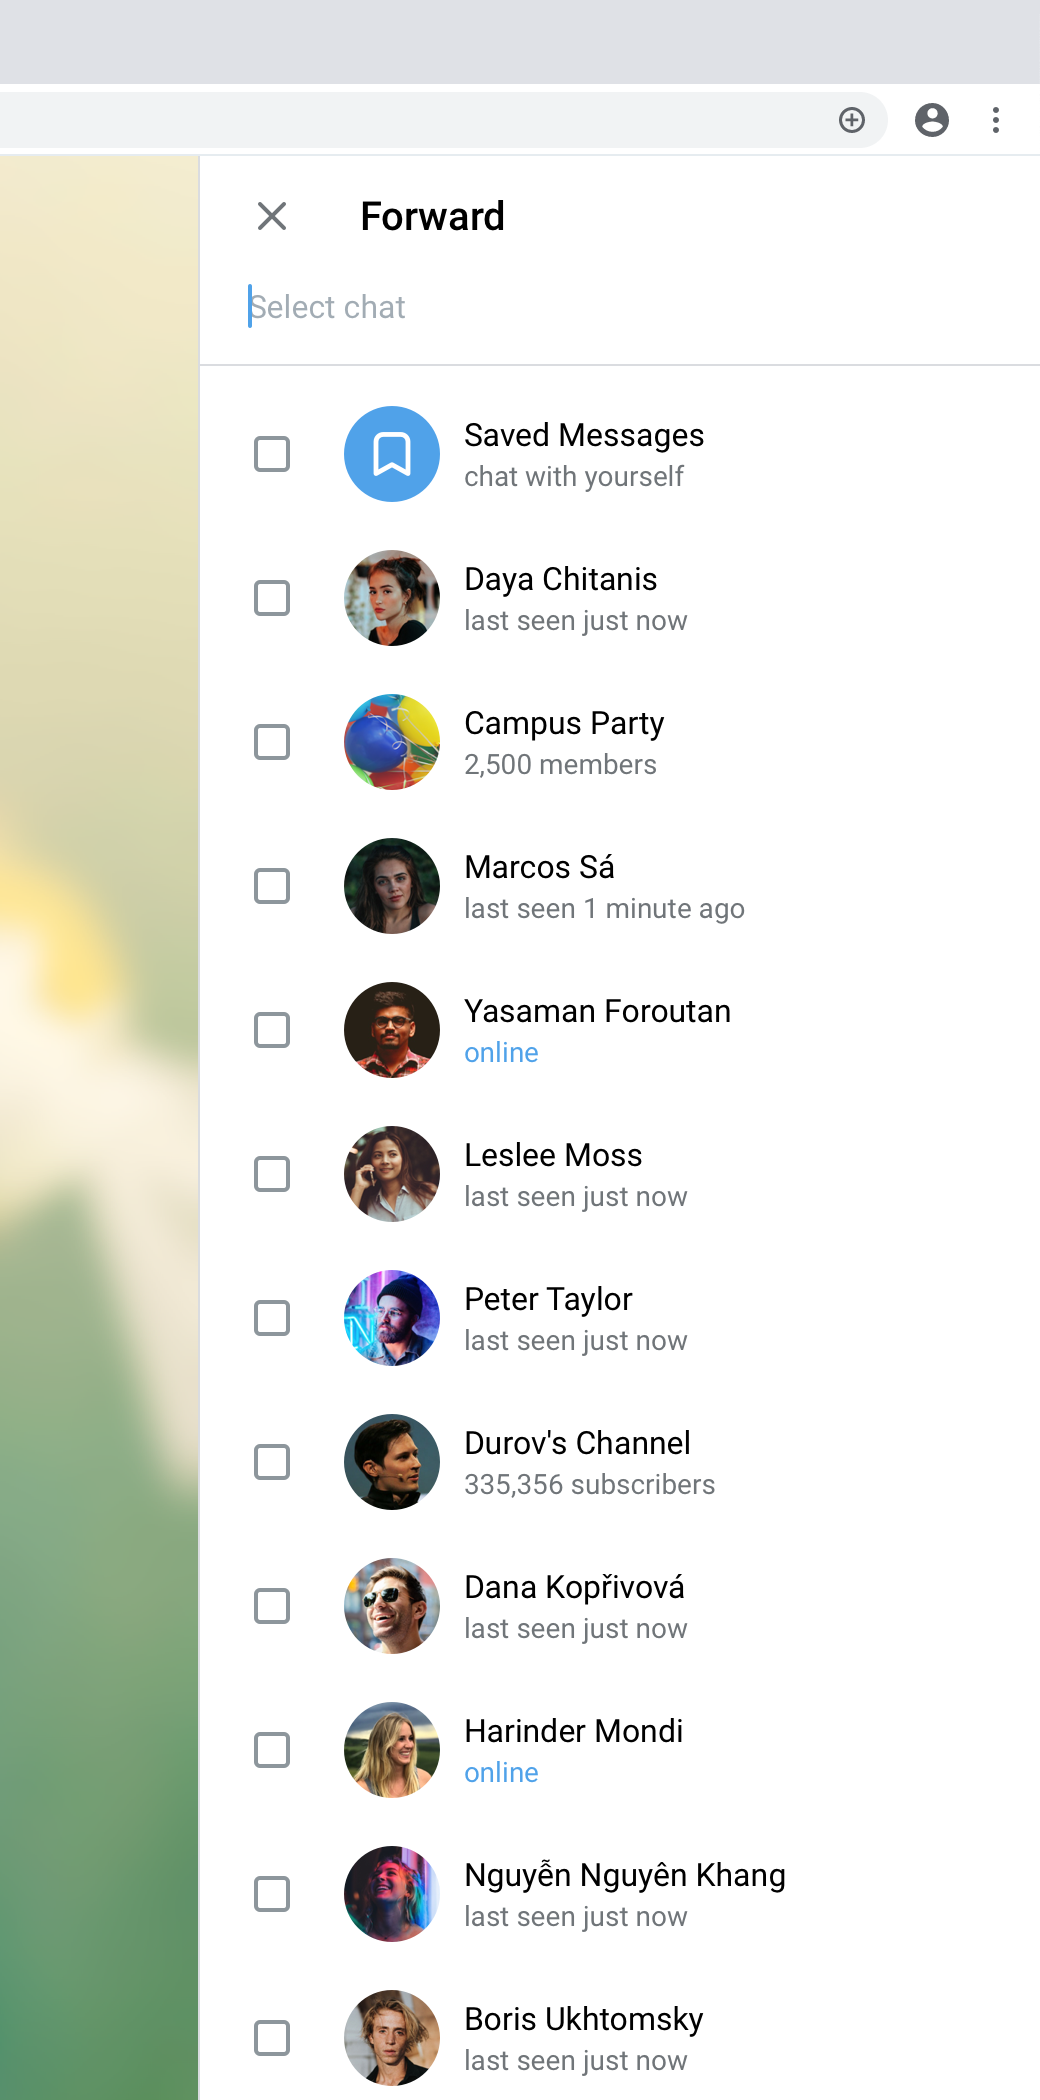 Forward
Select chat
Saved Messages
chat with yourself
Daya Chitanis
last seen just now
Campus Party
2,500 members
Marcos Sá
last seen 1 minute ago
Yasaman Foroutan
online
Leslee Moss
last seen just now
Peter Taylor
last seen just now
Durov's Channel
335,356 subscribers
Dana Kopřivová
last seen just now
Harinder Mondi
online
Nguyễn Nguyên Khang
last seen just now
Boris Ukhtomsky
last seen just now